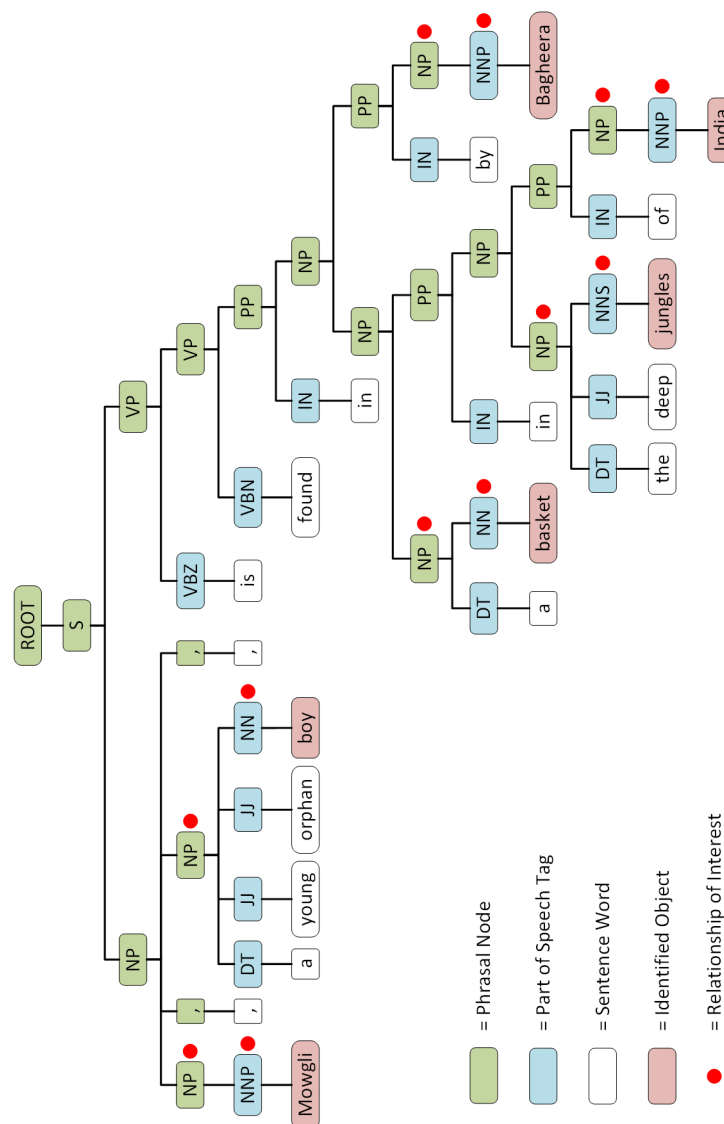 ROOT
S
NP VP
NP , NP , VBZ VP
NNP , DT JJ JJ NN , is VBN PP
Mowgli a young orphan boy found IN NP
in NP PP
NP PP IN NP
= Phrasal Node DT NN IN NP by NNP
= Part of Speech Tag a basket in NP PP Bagheera
= Sentence Word DT JJ NNS IN NP
= Identified Object the deep jungles of NNP
= Relationship of Interest India